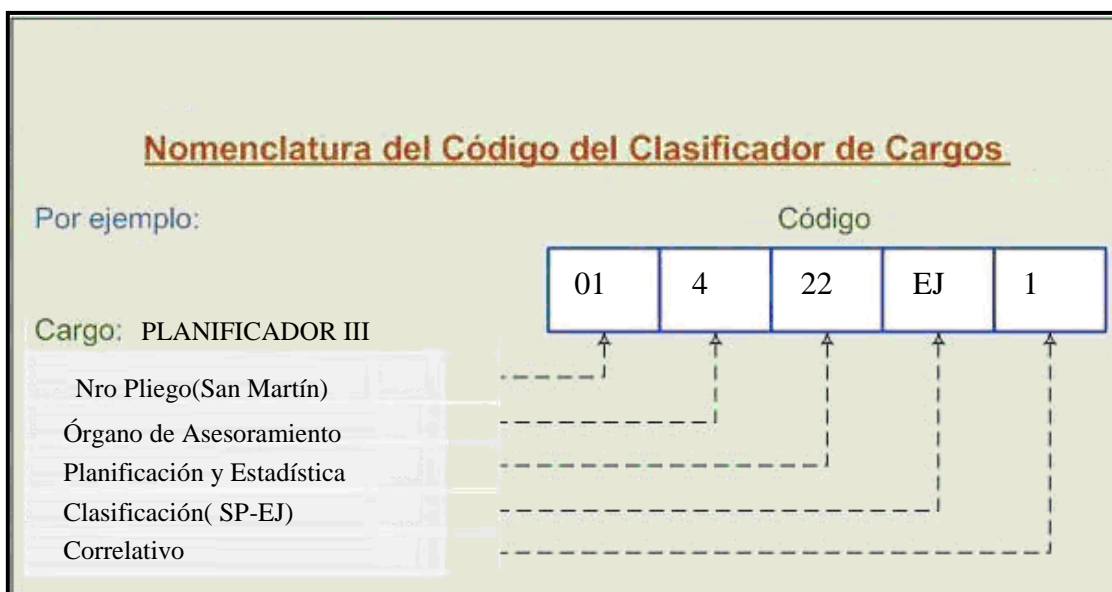 Nomenclatura del Código del Clasificador de Cargos
Por ejemplo:
Código
01 4 22 EJ 1
Cargo: PLANIFICADOR III
Nro Pliego(San Martín)
Órgano de Asesoramiento
Planificación y Estadística
Clasificación( SP-EJ)
Correlativo